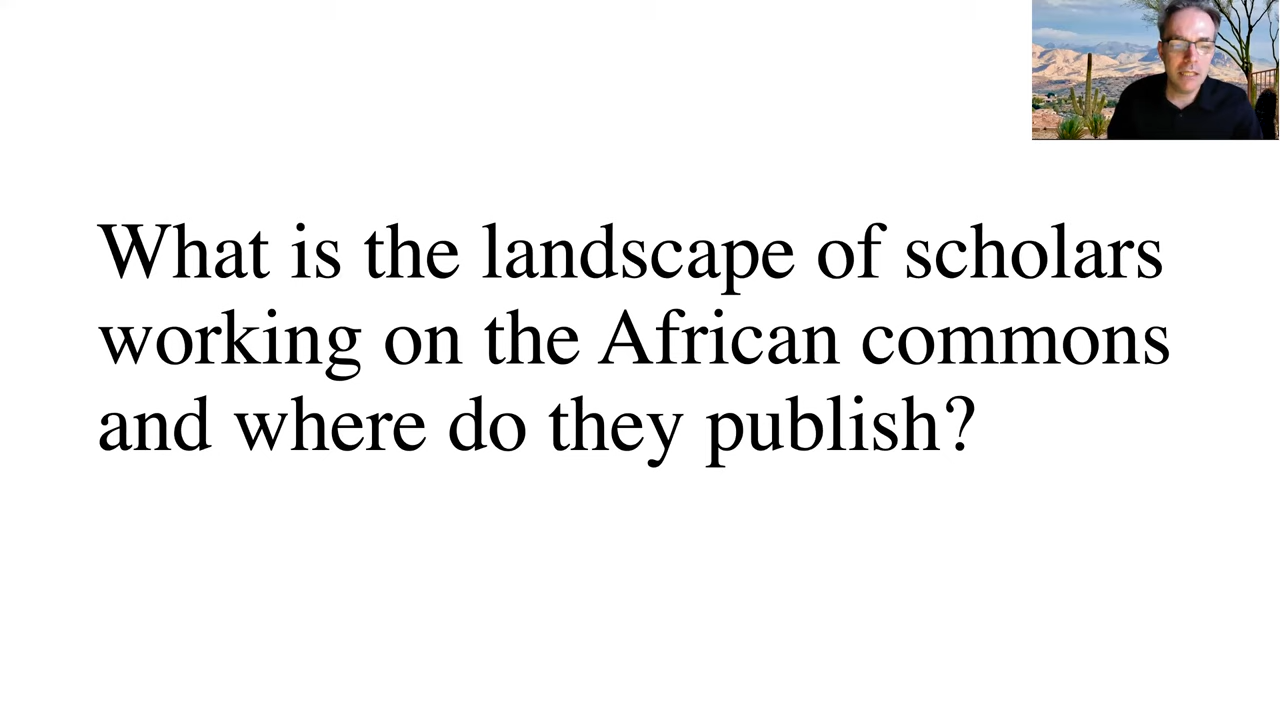 What is the landscape of scholars
working on the African commons
and where do they publish?